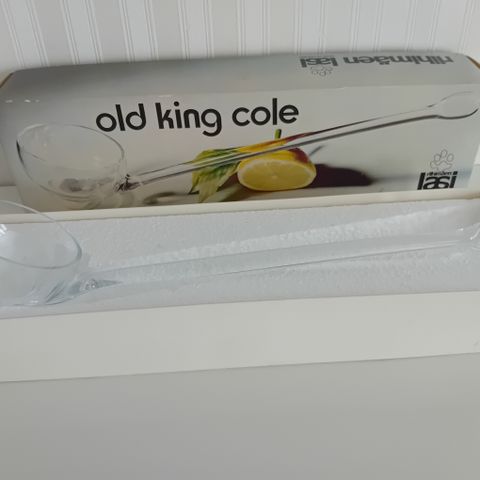 riihimäen lasi
old king cole
riihimäen
lasi